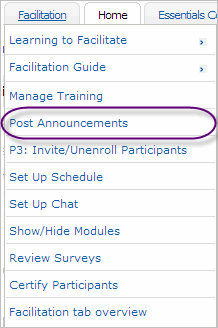 Facilitation Home Essentials Co
Learning to Facilitate
Facilitation Guide
Manage Training
Post Announcements
P3: Invite/Unenroll Participants
Set Up Schedule
Set Up Chat
Show/Hide Modules
Review Surveys
Certify Participants
Facilitation tab overview